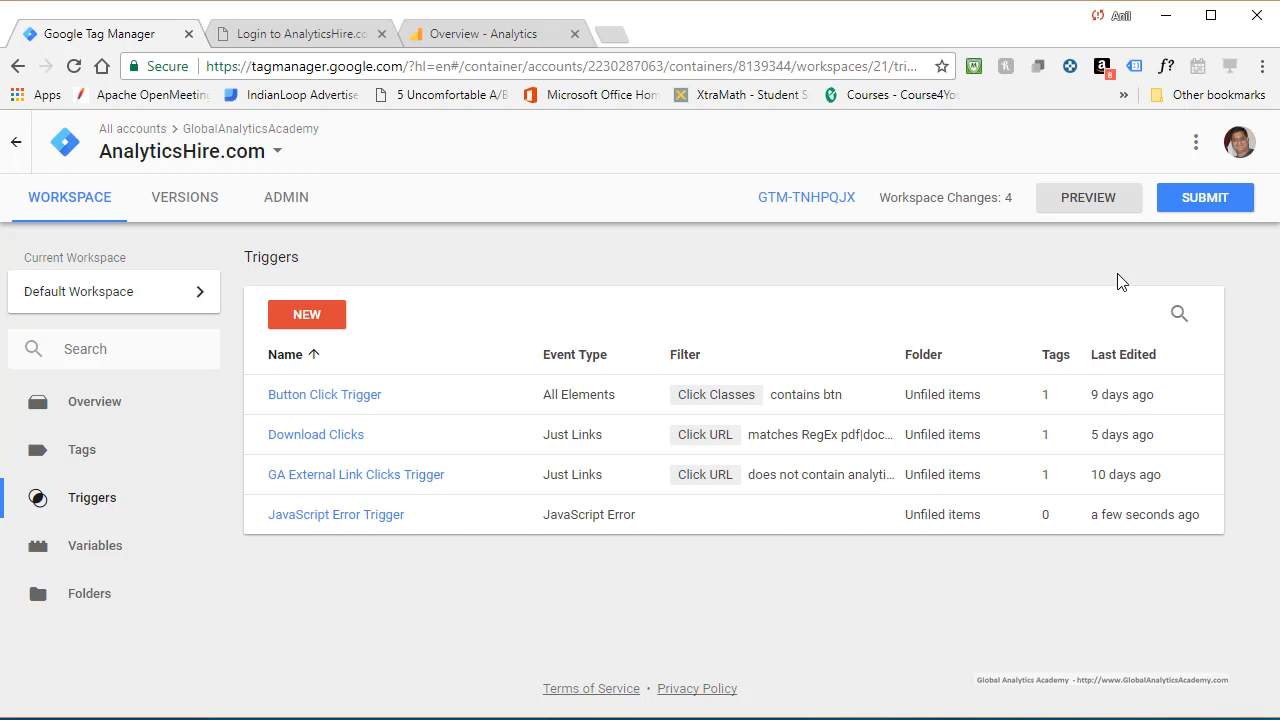 Anil
Google Tag Manager
Login to AnalyticsHire.co
Overview - Analytics
Secure
https://tagmanager.google.com/?hl=en#/container/accounts/2230287063/containers/8139344/workspaces/21/tri...
8
f?
Apps
Apache OpenMeetin
IndianLoop Advertise
5 Uncomfortable A/B
Microsoft Office Hom
XtraMath - Student S
Courses - Course4Yo
»
Other bookmarks
All accounts > GlobalAnalyticsAcademy
AnalyticsHire.com
WORKSPACE
VERSIONS
ADMIN
GTM-TNHPQJX
Workspace Changes: 4
PREVIEW
SUBMIT
Current Workspace
Default Workspace
Search
Overview
Tags
Triggers
Variables
Folders
Triggers
NEW
Name Event Type Filter Folder Tags Last Edited
Button Click Trigger All Elements Click Classes contains btn Unfiled items 1 9 days ago
Download Clicks Just Links Click URL matches RegEx pdf|doc... Unfiled items 1 5 days ago
GA External Link Clicks Trigger Just Links Click URL does not contain analyti... Unfiled items 1 10 days ago
JavaScript Error Trigger JavaScript Error Unfiled items 0 a few seconds ago
Terms of Service • Privacy Policy
Global Analytics Academy - http://www.GlobalAnalyticsAcademy.com